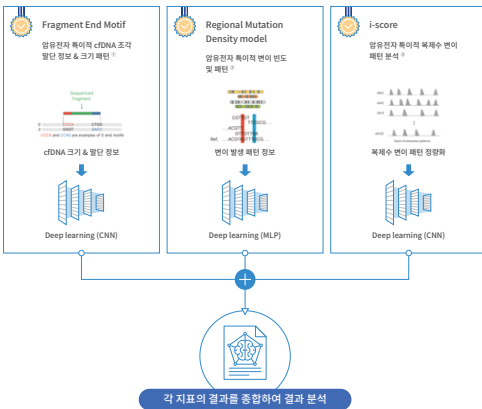 Fragment End Motif
암유전자 특이적 cfDNA 조각
말단 정보 & 크기 패턴 ①
Sequenced
fragment
CCCA and CCAG are examples of 5' end motifs
cfDNA 크기 & 말단 정보
Deep learning (CNN)
Regional Mutation
Density model
암유전자 특이적 변이 빈도
및 패턴 ②
Ref.
변이 발생 패턴 정보
Deep learning (MLP)
i-score
암유전자 특이적 복제수 변이
패턴 분석 ③
복제수 변이 패턴 정량화
Deep learning (CNN)
각 지표의 결과를 종합하여 결과 분석